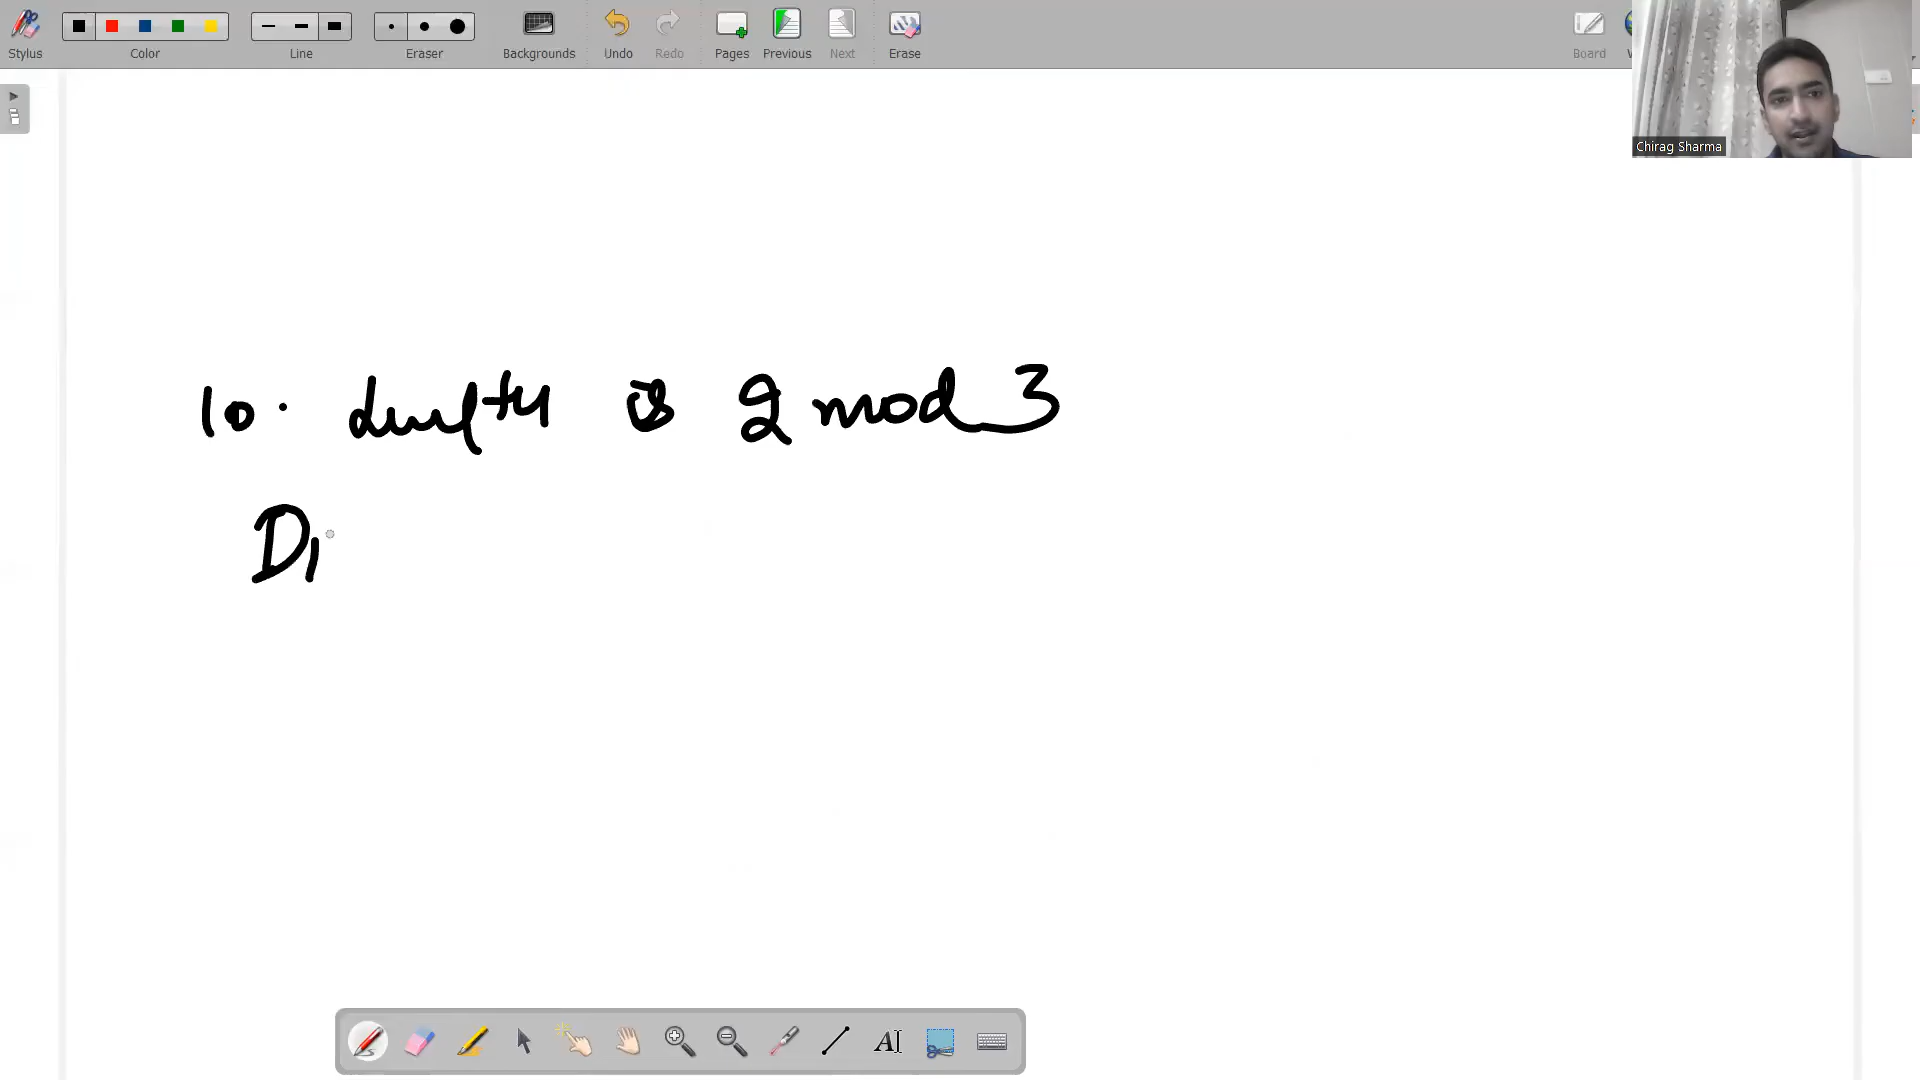 Stylus Color Line Eraser Backgrounds Undo Redo Pages Previous Next Erase Board
Chirag Sharma
10. length is 2 mod 3
D